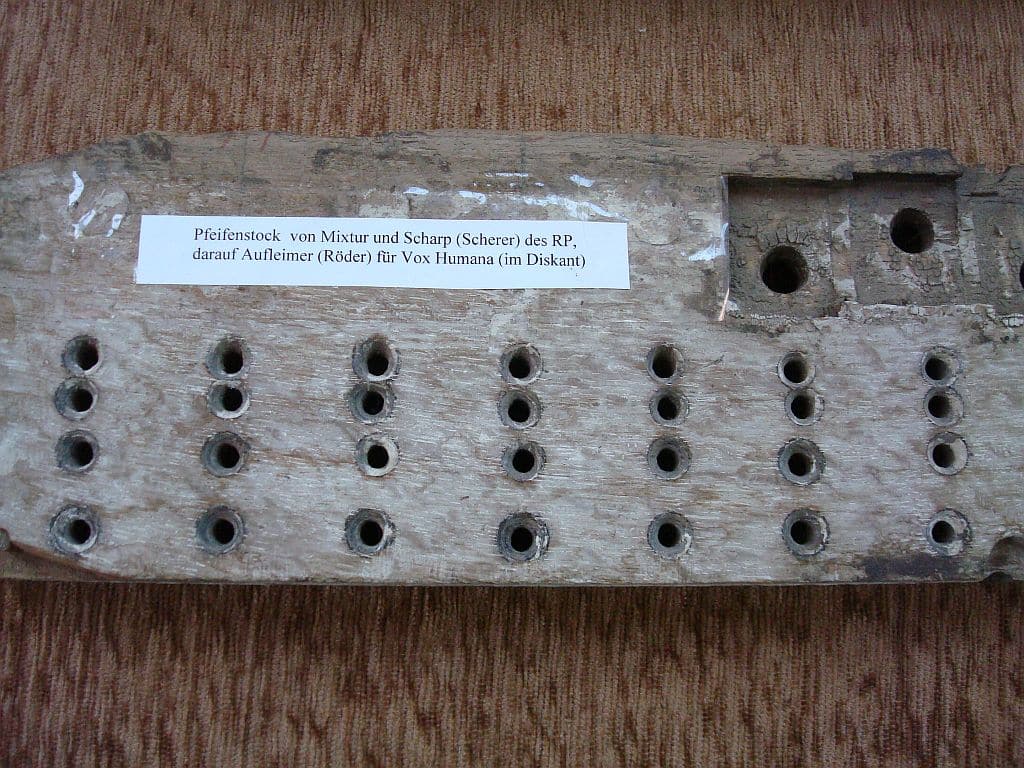 Pfeifenstock von Mixtur und Scharp (Scherer) des RP,
darauf Aufleimer (Röder) für Vox Humana (im Diskant)